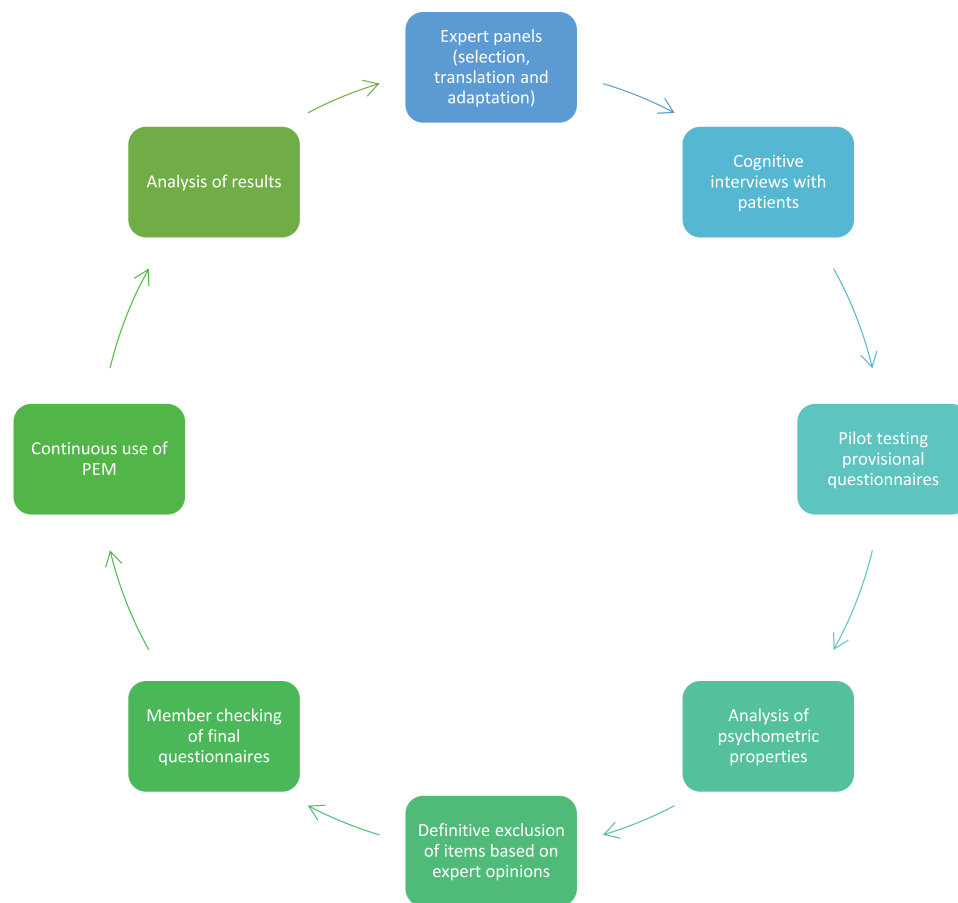 Expert panels
(selection,
translation and
adaptation)
Cognitive
interviews with
patients
Pilot testing
provisional
questionnaires
Analysis of
psychometric
properties
Definitive exclusion
of items based on
expert opinions
Member checking
of final
questionnaires
Continuous use of
PEM
Analysis of results